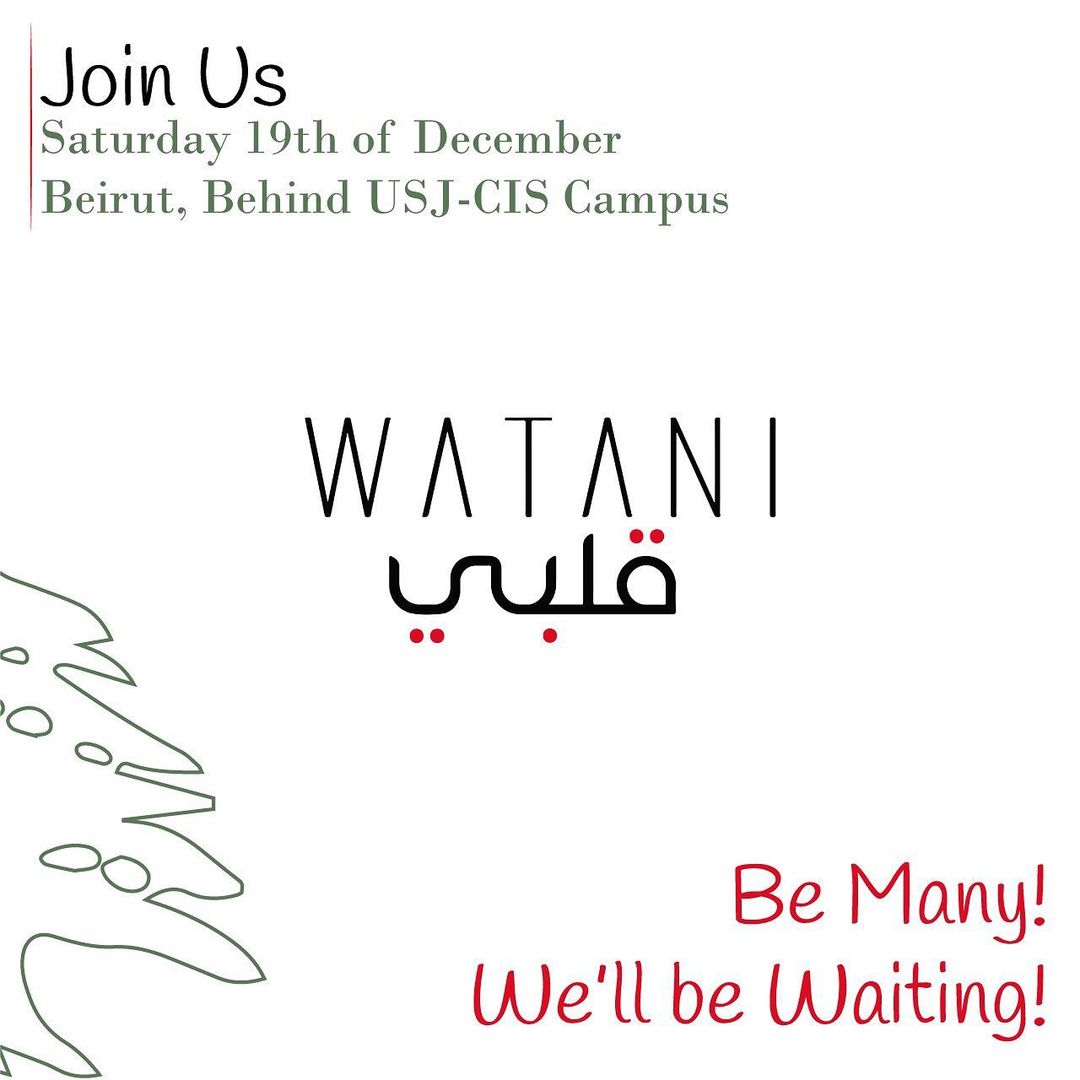 Join Us
Saturday 19th of December
Beirut, Behind USJ-CIS Campus
WATANI
قلبي
Be Many!
We'll be Waiting!